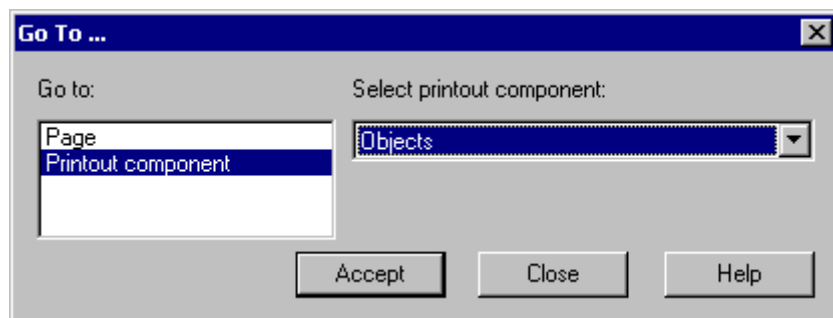 Go To ...
Go to:
Select printout component:
Page
Objects
Printout component
Accept
Close
Help